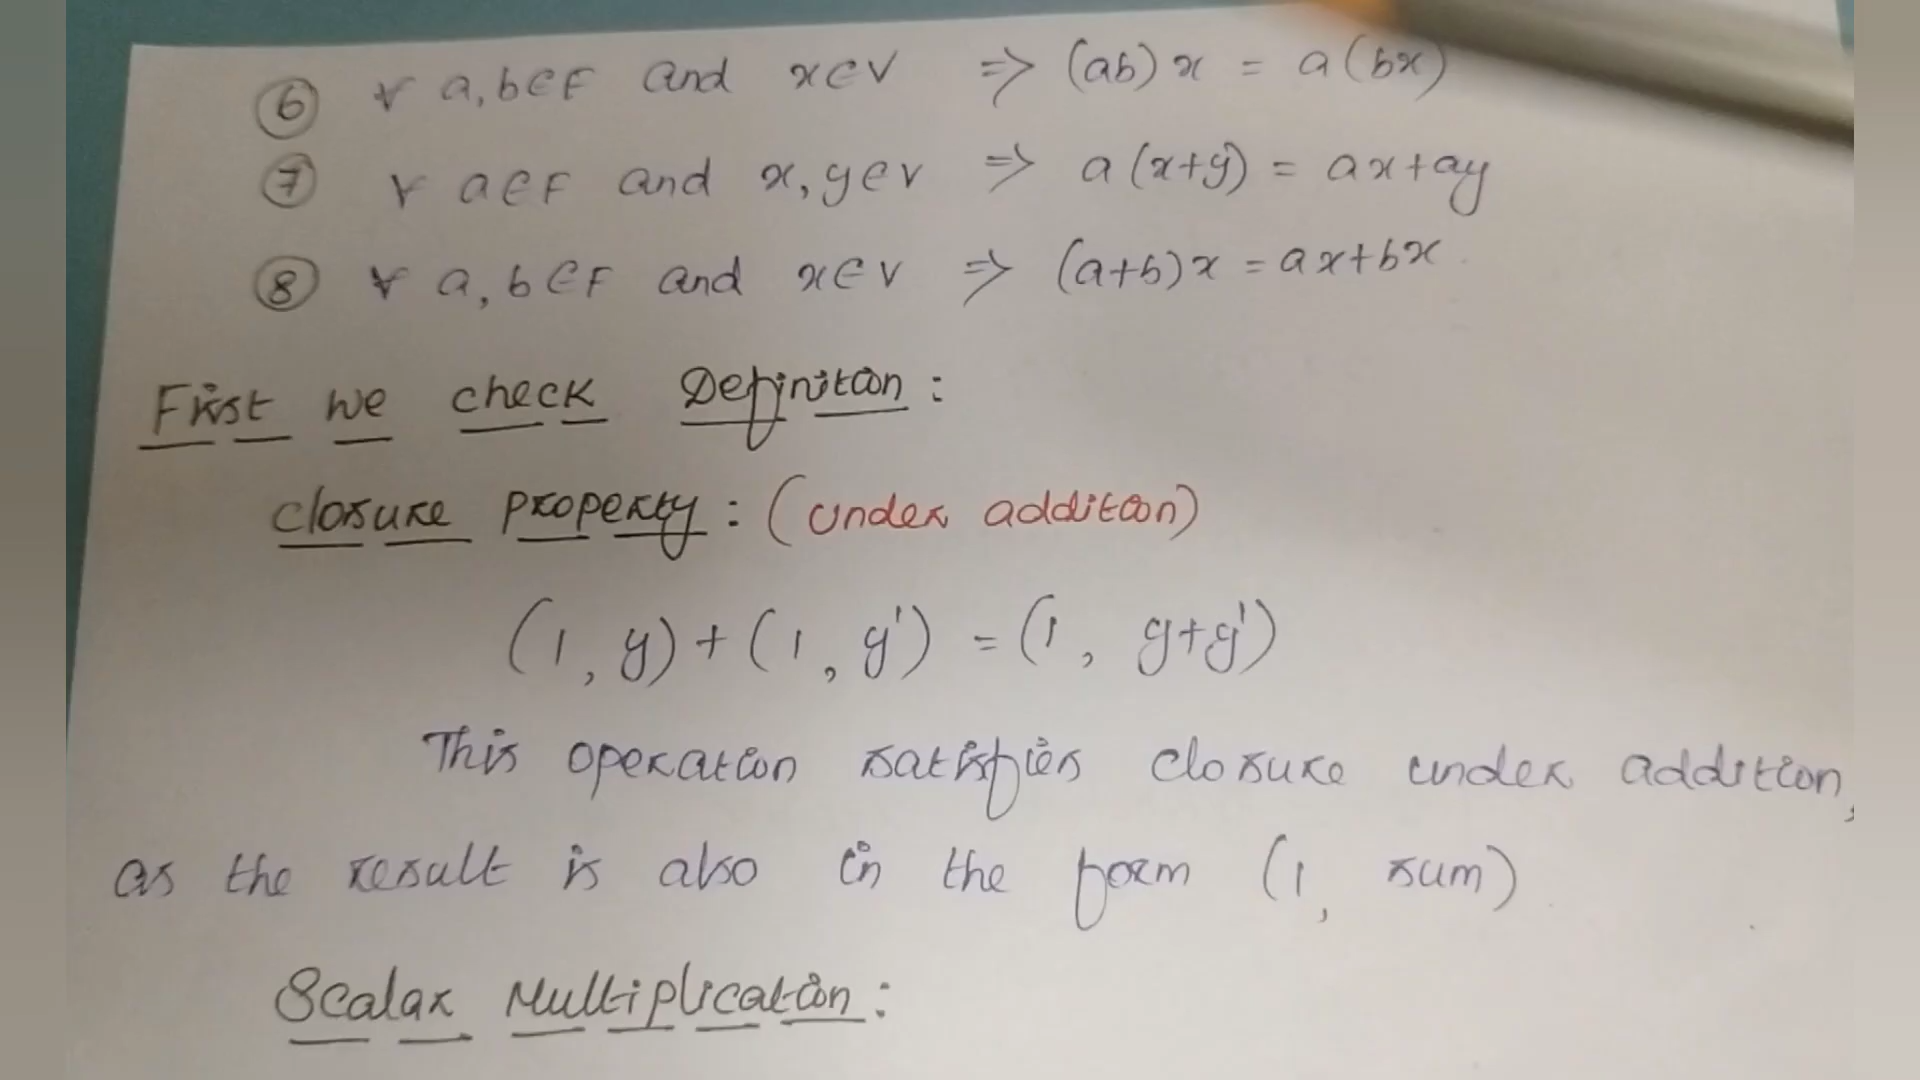 ⑥ ∀ a, b ∈ F and x ∈ V ⇒ (ab) x = a (bx)
⑦ ∀ a ∈ F and x, y ∈ V ⇒ a (x+y) = ax+ay
⑧ ∀ a, b ∈ F and x ∈ V ⇒ (a+b) x = ax+bx.
First we check Definition :
closure property : (under addition)
(1, y) + (1, y') = (1, y+y')
This operation satisfies closure under addition,
as the result is also in the form (1, sum)
Scalar Multiplication :